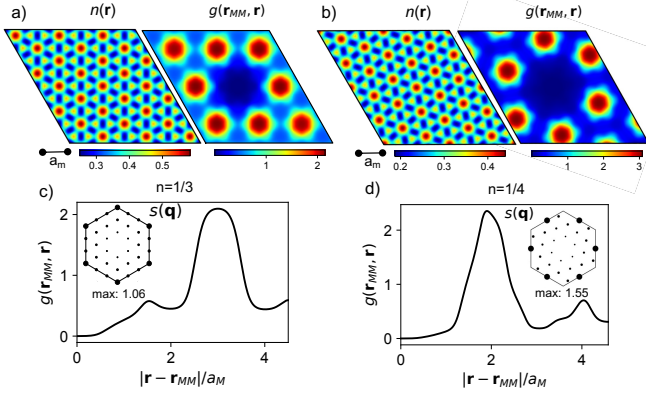 a)
n(r)
g(r_MM, r)
b)
n(r)
g(r_MM, r)
a_m
0.3 0.4 0.5
1 2
a_m
0.2 0.3 0.4
1 2 3
c)
n=1/3
d)
n=1/4
s(q)
max: 1.06
g(r_MM, r)
2
1
0
0 2 4
|r − r_MM|/a_M
s(q)
max: 1.55
g(r_MM, r)
2
1
0
0 1 2 3 4
|r − r_MM|/a_M